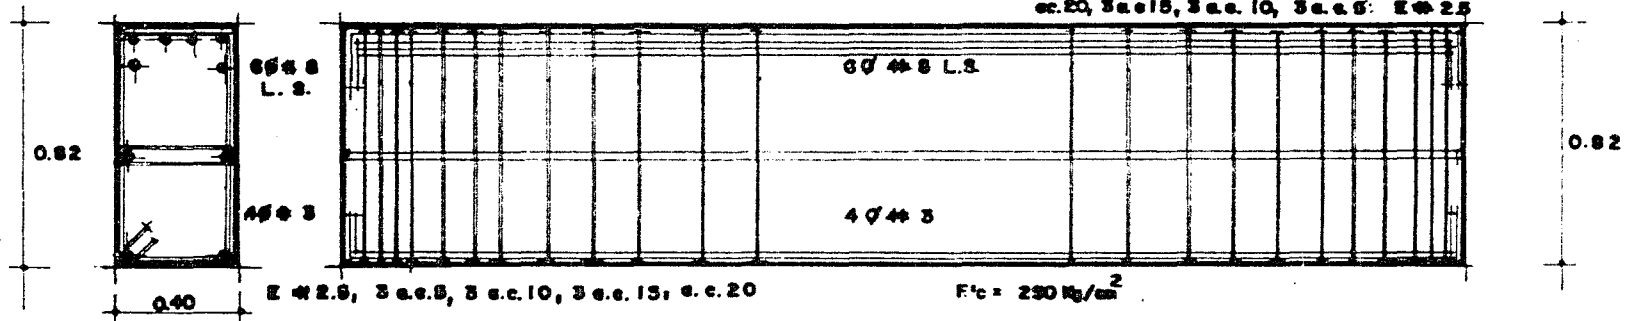 a.c.20, 3 a.c.15, 3 a.c. 10, 3 a.c.5: E # 2.5
6 Ø # 8
L. S.
6 Ø # 8 L.S.
0.82
0.82
4 Ø # 3
4 Ø # 3
E # 2.5, 3 a.c.5, 3 a.c.10, 3 a.c.15, a.c.20
F'c = 250 Kg/cm²
0.40